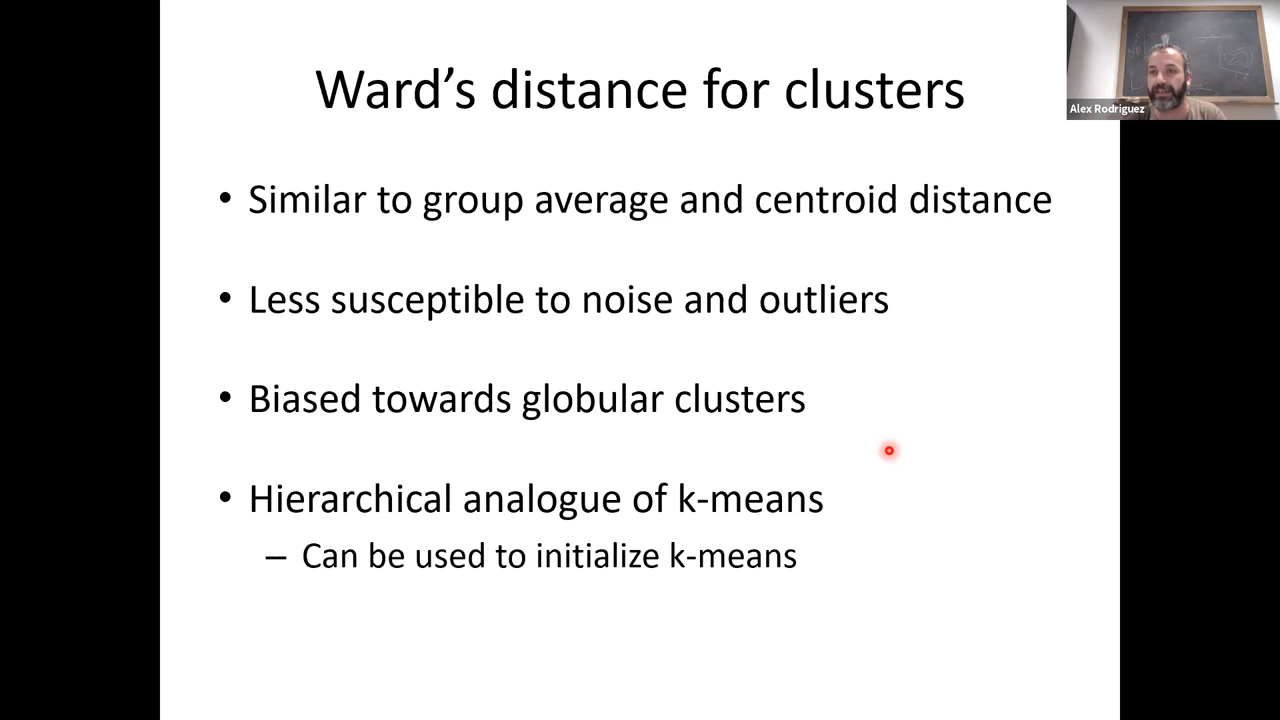 Ward’s distance for clusters
Alex Rodriguez
• Similar to group average and centroid distance
• Less susceptible to noise and outliers
• Biased towards globular clusters
• Hierarchical analogue of k-means
– Can be used to initialize k-means